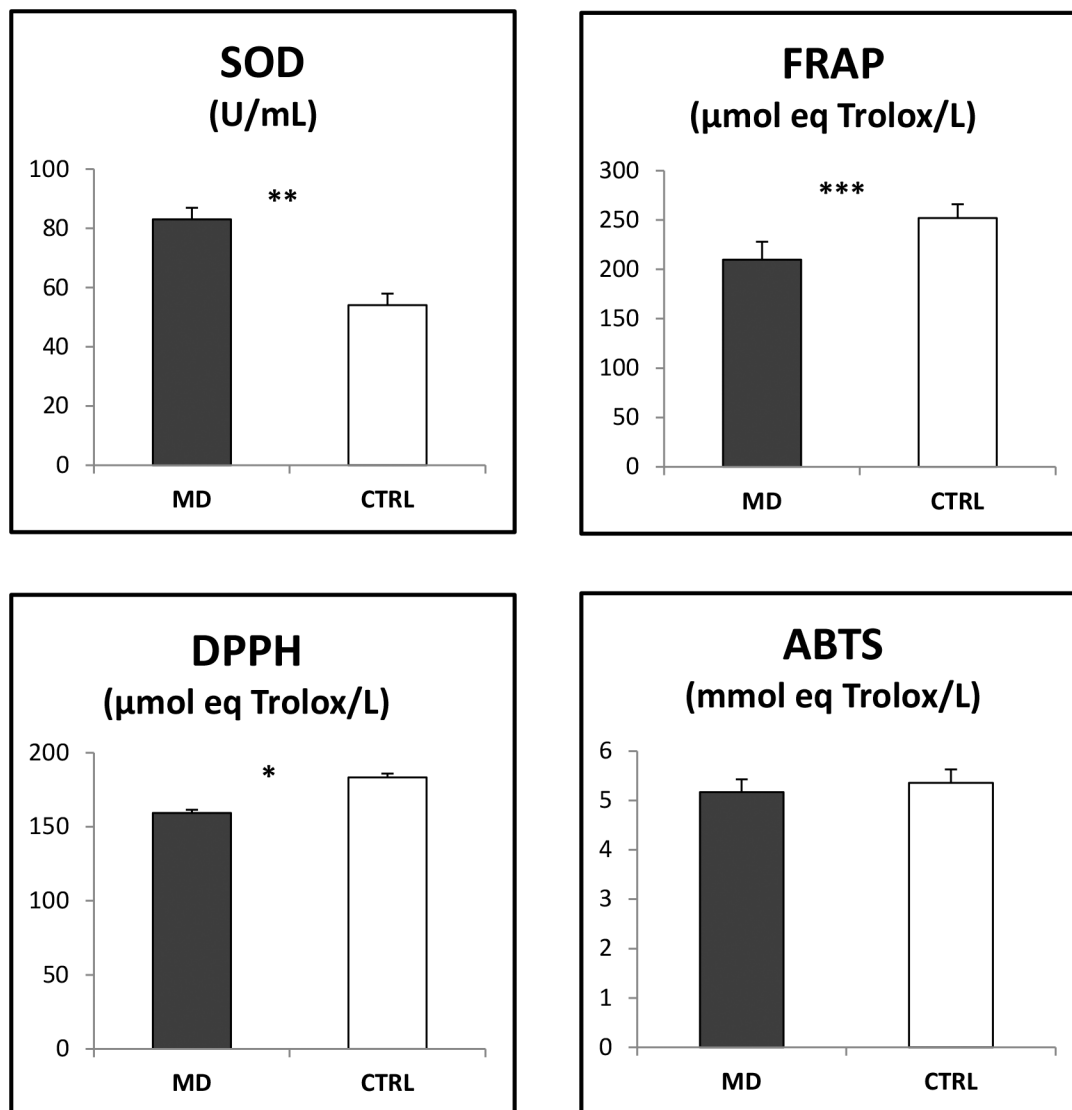 SOD
(U/mL)
100
**
80
60
40
20
0
MD CTRL
FRAP
(µmol eq Trolox/L)
300
***
250
200
150
100
50
0
MD CTRL
DPPH
(µmol eq Trolox/L)
200
*
150
100
50
0
MD CTRL
ABTS
(mmol eq Trolox/L)
6
5
4
3
2
1
0
MD CTRL